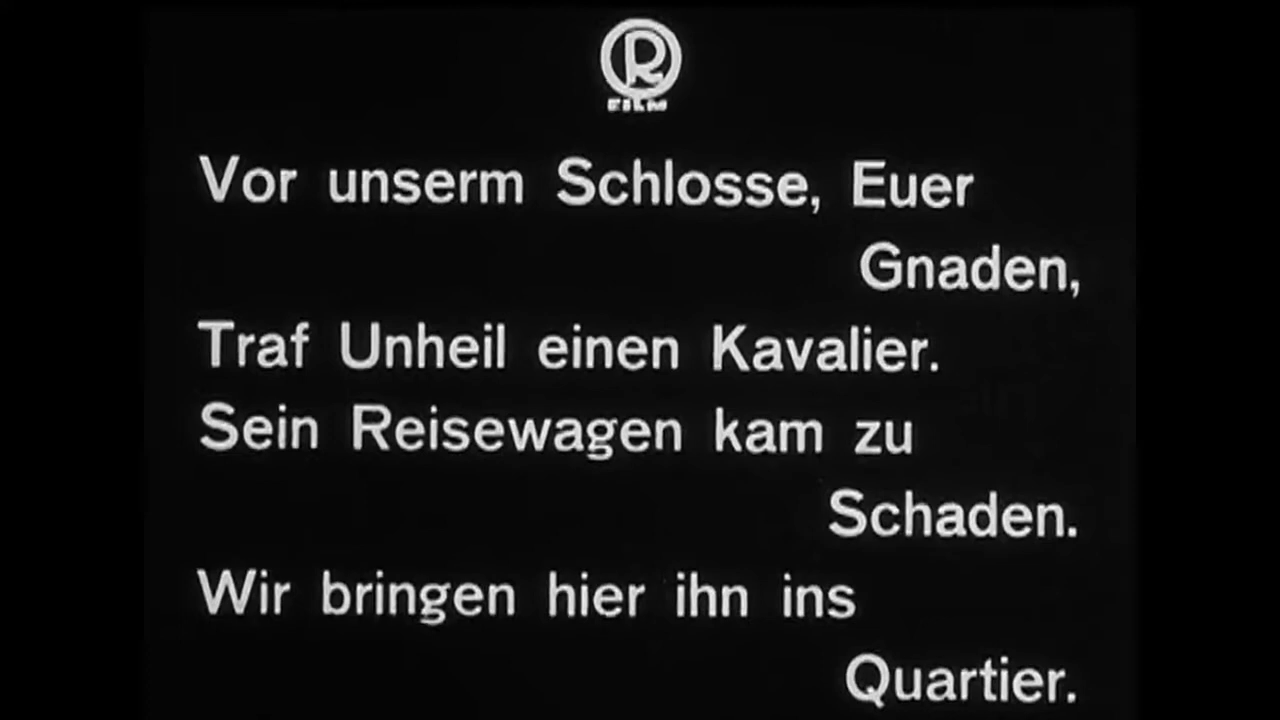 R
FILM
Vor unserm Schlosse, Euer
Gnaden,
Traf Unheil einen Kavalier.
Sein Reisewagen kam zu
Schaden.
Wir bringen hier ihn ins
Quartier.